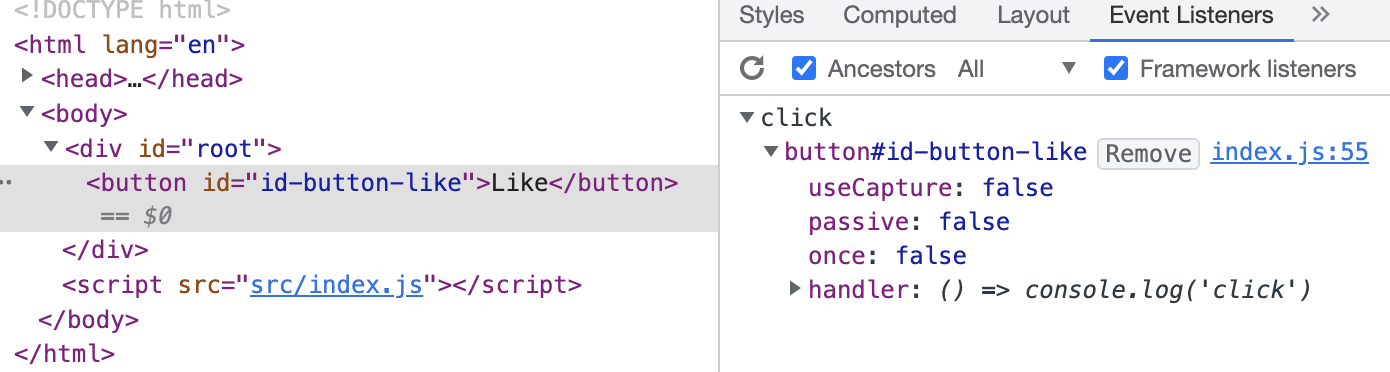 <!DOCTYPE html>
<html lang="en">
▶<head>…</head>
▼<body>
▼<div id="root">
<button id="id-button-like">Like</button>
== $0
</div>
<script src="src/index.js"></script>
</body>
</html>
Styles Computed Layout Event Listeners »
Ancestors All ▼ Framework listeners
▼click
▼button#id-button-like Remove index.js:55
useCapture: false
passive: false
once: false
▶handler: () => console.log('click')